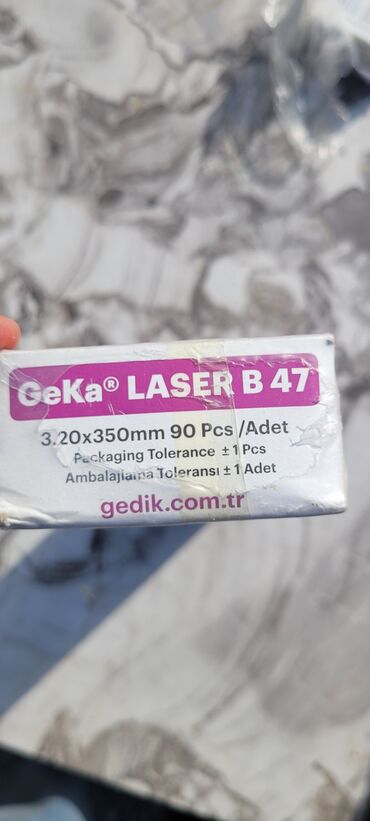 GeKa® LASER B 47
3.20x350mm 90 Pcs /Adet
Packaging Tolerance ± 1 Pcs
Ambalajlama Toleransı ± 1 Adet
gedik.com.tr